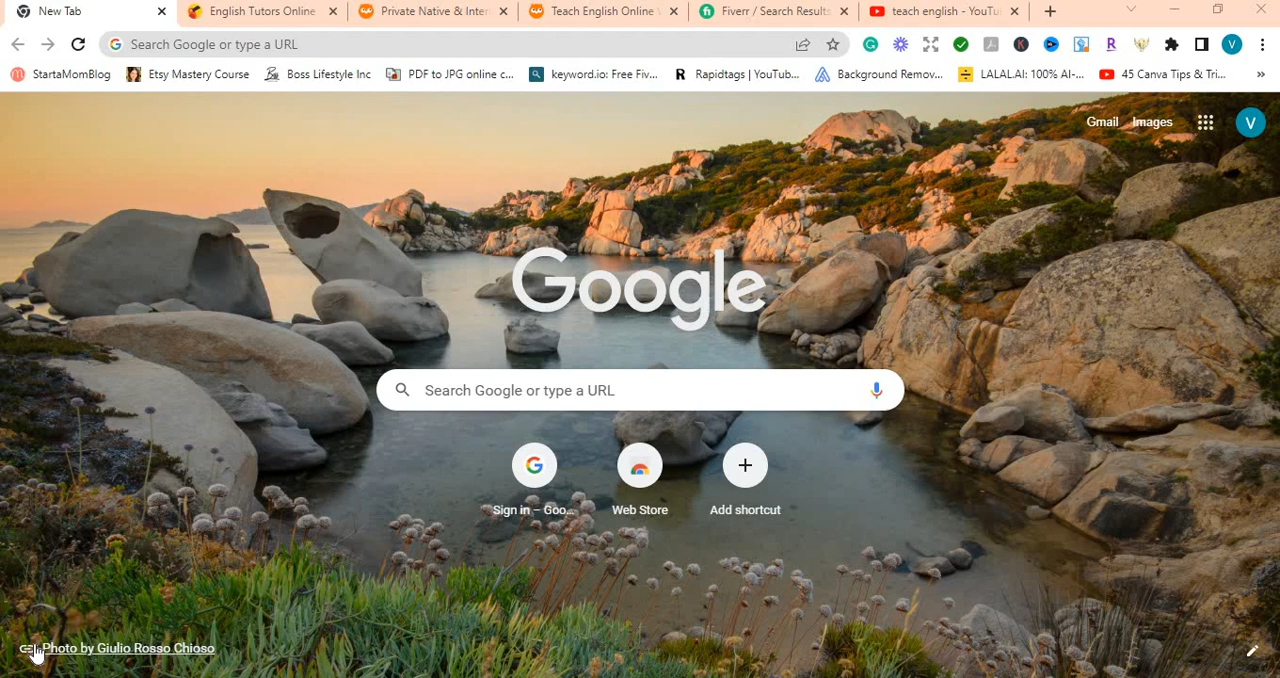 New Tab
English Tutors Online
Private Native & Inter
Teach English Online V
Fiverr / Search Results
teach english - YouTu
Search Google or type a URL
V
StartaMomBlog
Etsy Mastery Course
Boss Lifestyle Inc
PDF to JPG online c...
keyword.io: Free Fiv...
Rapidtags | YouTub...
Background Remov...
LALAL.AI: 100% AI-...
45 Canva Tips & Tri...
Gmail
Images
V
Google
Search Google or type a URL
Sign in – Goo...
Web Store
Add shortcut
Photo by Giulio Rosso Chioso